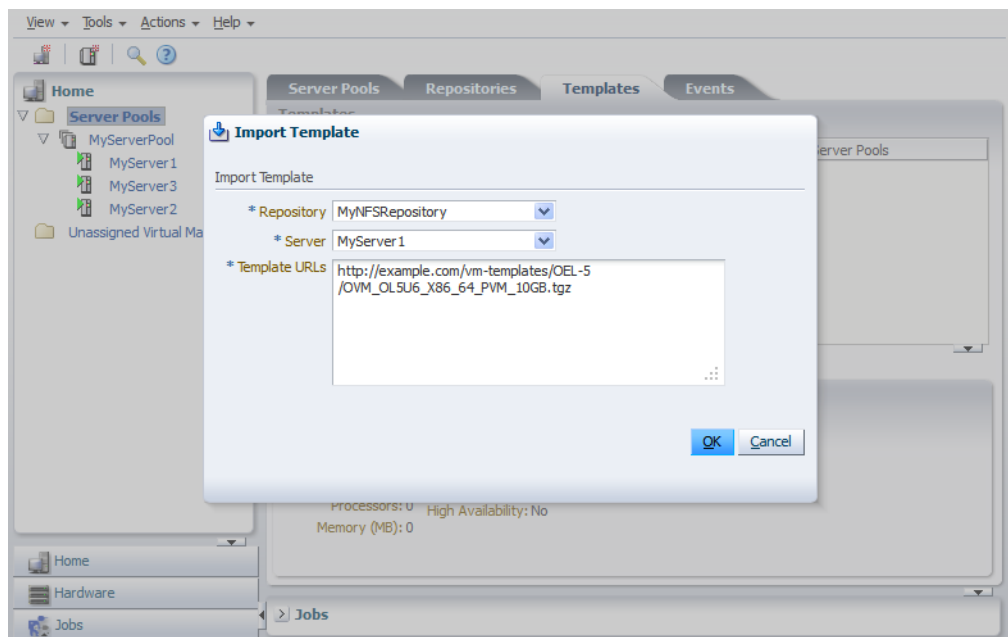 View Tools Actions Help
Home
Server Pools
MyServerPool
MyServer1
MyServer3
MyServer2
Unassigned Virtual Ma
Home
Hardware
Jobs
Server Pools Repositories Templates Events
Templates
Server Pools
Import Template
Import Template
* Repository MyNFSRepository
* Server MyServer1
* Template URLs http://example.com/vm-templates/OEL-5
/OVM_OL5U6_X86_64_PVM_10GB.tgz
OK Cancel
Processors: 0 High Availability: No
Memory (MB): 0
Jobs